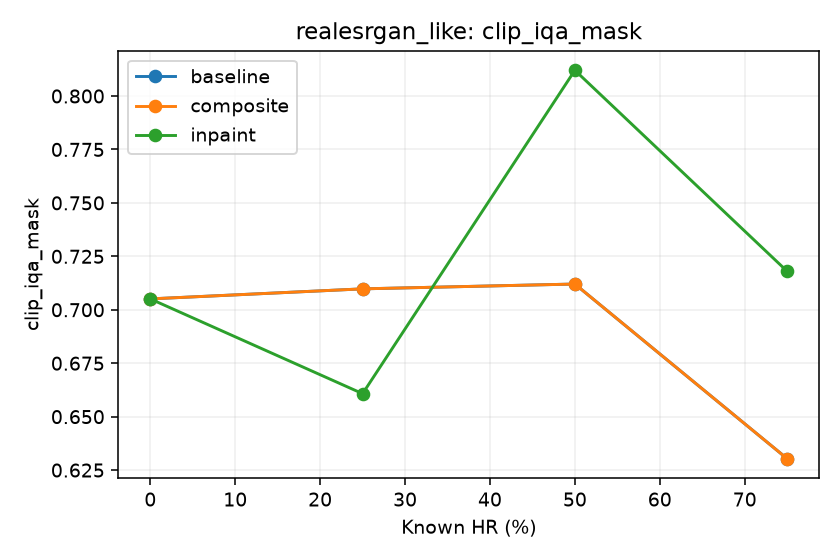 realesrgan_like: clip_iqa_mask
baseline
composite
inpaint
clip_iqa_mask
0.800
0.775
0.750
0.725
0.700
0.675
0.650
0.625
0 10 20 30 40 50 60 70
Known HR (%)